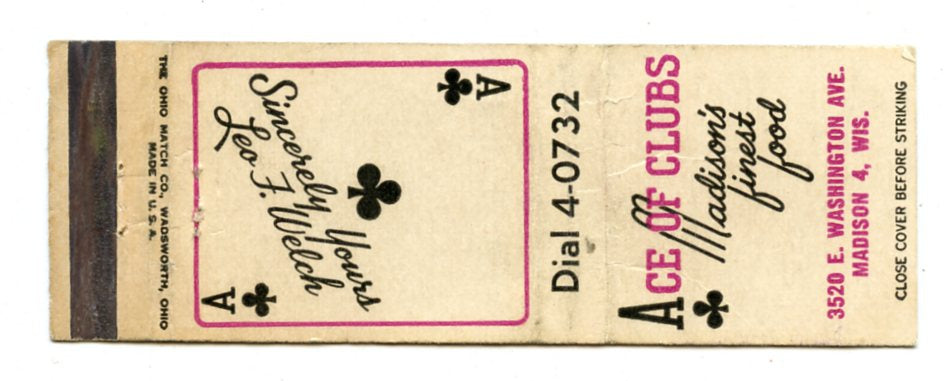 THE OHIO MATCH CO., WADSWORTH, OHIO
MADE IN U. S. A.
A
Sincerely Yours
Leo F. Welch
A
Dial 4-0732
ACE OF CLUBS
Madison's
finest
food
3520 E. WASHINGTON AVE.
MADISON 4, WIS.
CLOSE COVER BEFORE STRIKING